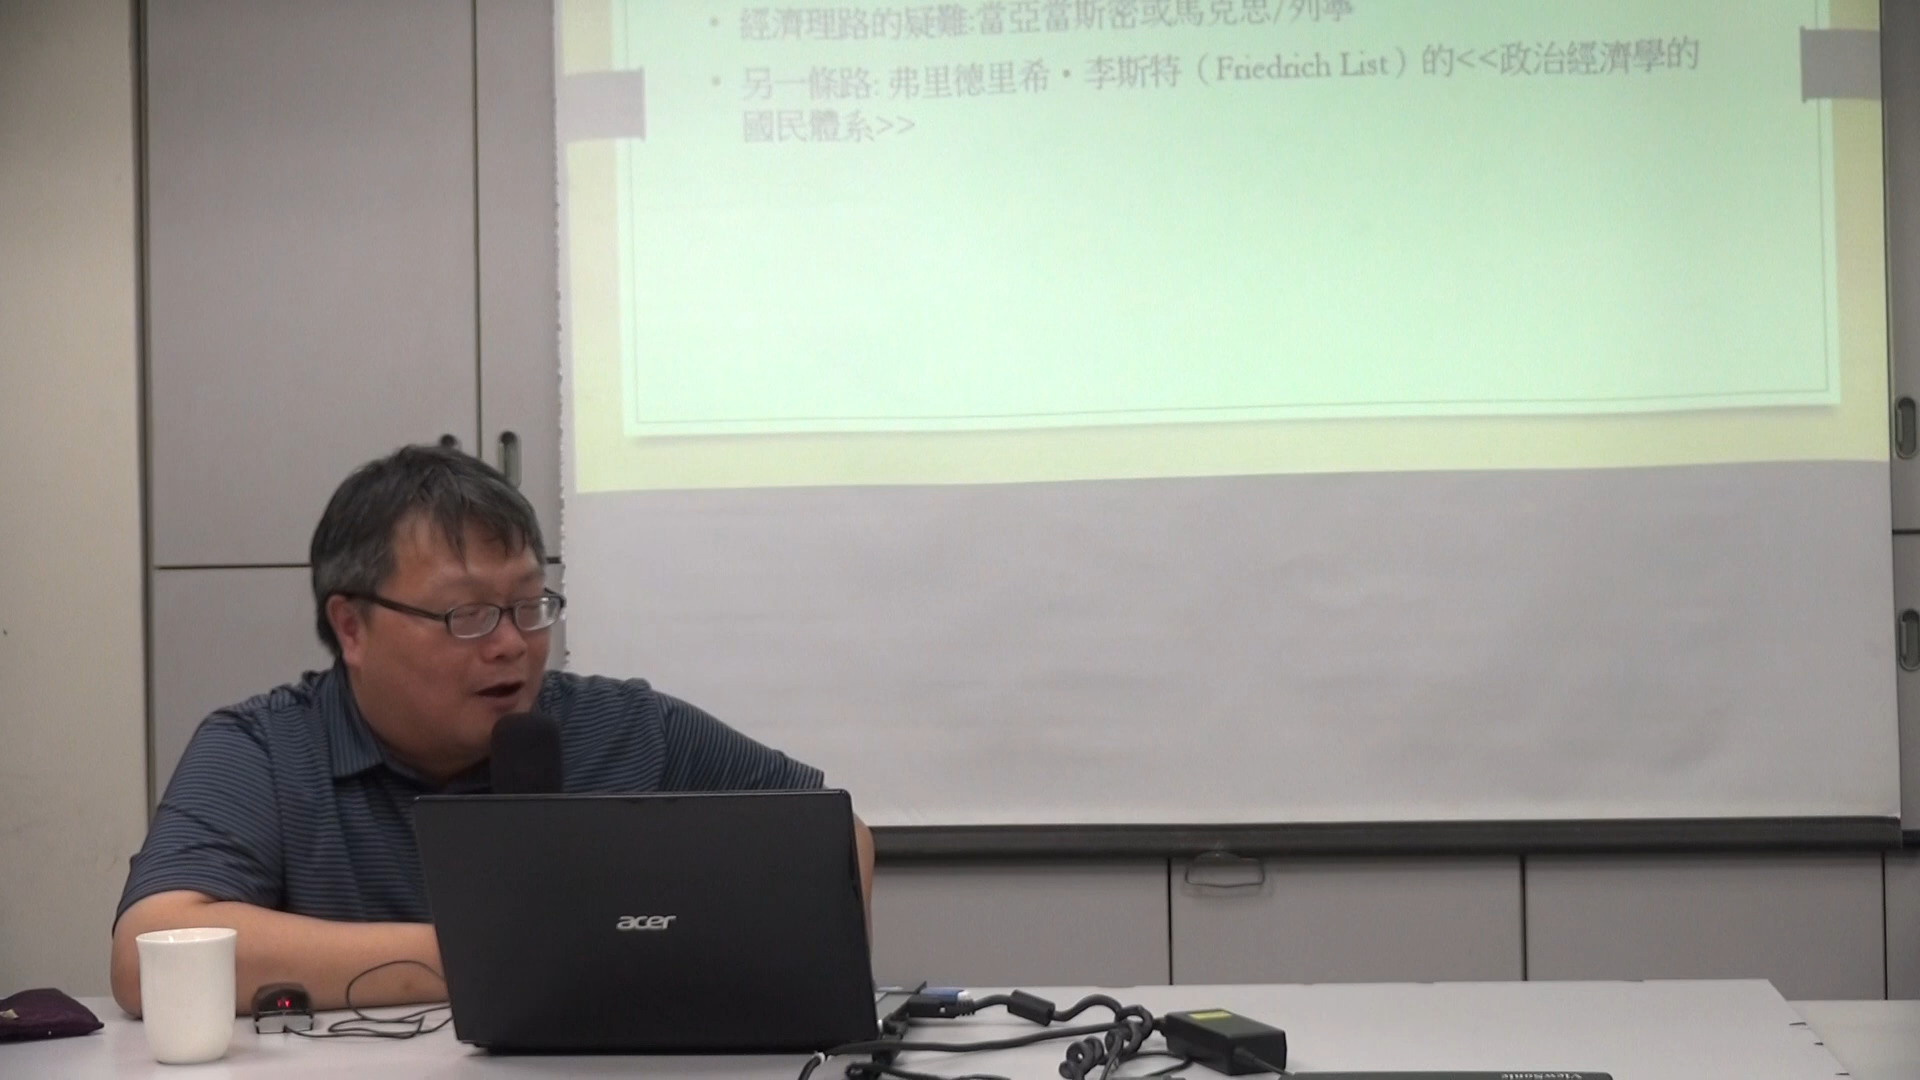 • 經濟理路的疑難:當亞當斯密或馬克思/列寧
• 另一條路: 弗里德里希・李斯特（Friedrich List）的<<政治經濟學的
國民體系>>
acer
ViewSonic